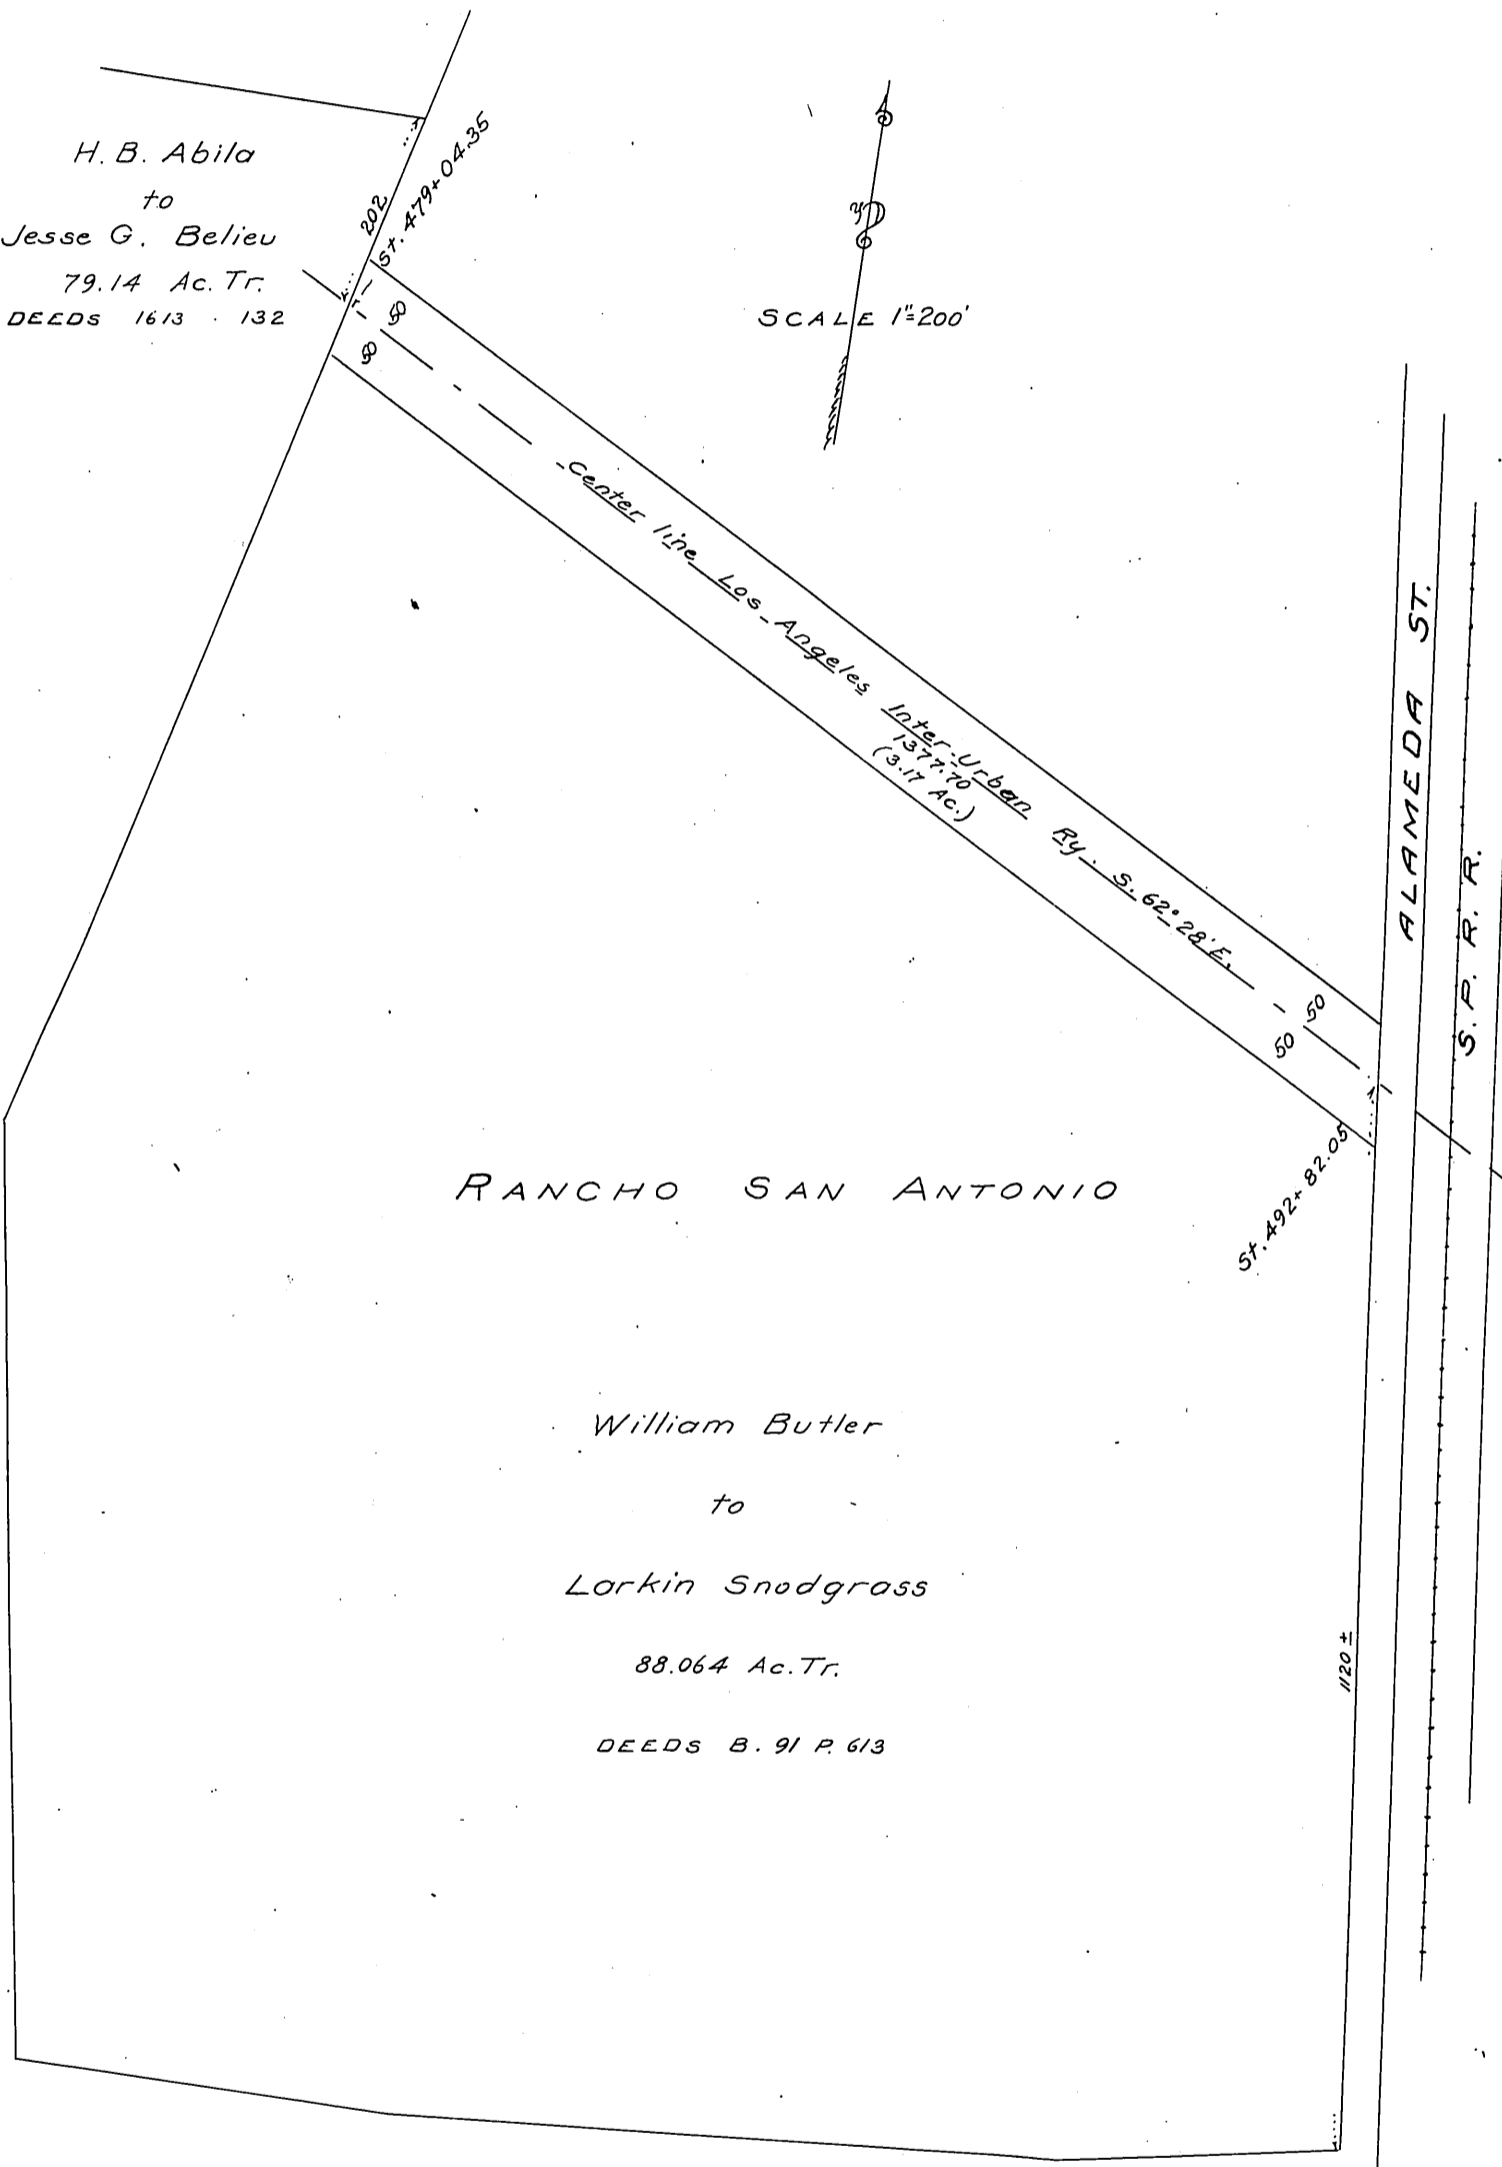 H. B. Abila
to
Jesse G. Belieu
79.14 Ac. Tr.
DEEDS 1613 · 132
202
St. 479+04.35
50
50
SCALE 1"=200'
Center line Los Angeles Inter-Urban Ry. S. 62° 28' E.
1377.70
(3.17 Ac.)
50
50
St. 492+82.05
ALAMEDA ST.
S. P. R. R.
RANCHO SAN ANTONIO
William Butler
to
Larkin Snodgrass
88.064 Ac. Tr.
DEEDS B. 91 P. 613
1120 ±